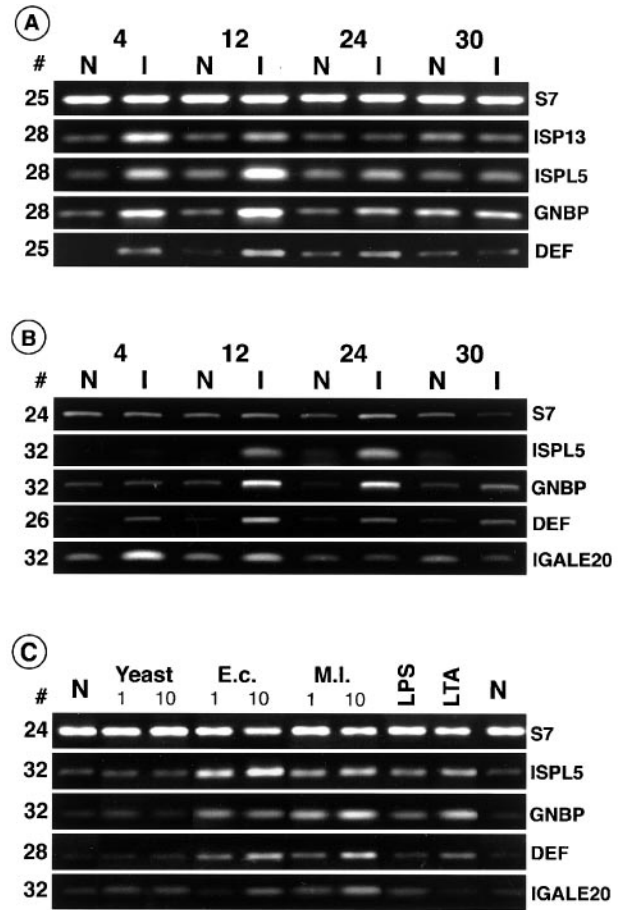 A
4 12 24 30
# N I N I N I N I
25 S7
28 ISP13
28 ISPL5
28 GNBP
25 DEF
B
4 12 24 30
# N I N I N I N I
24 S7
32 ISPL5
32 GNBP
26 DEF
32 IGALE20
C
Yeast E.c. M.l. LPS LTA
# N 1 10 1 10 1 10 N
24 S7
32 ISPL5
32 GNBP
28 DEF
32 IGALE20